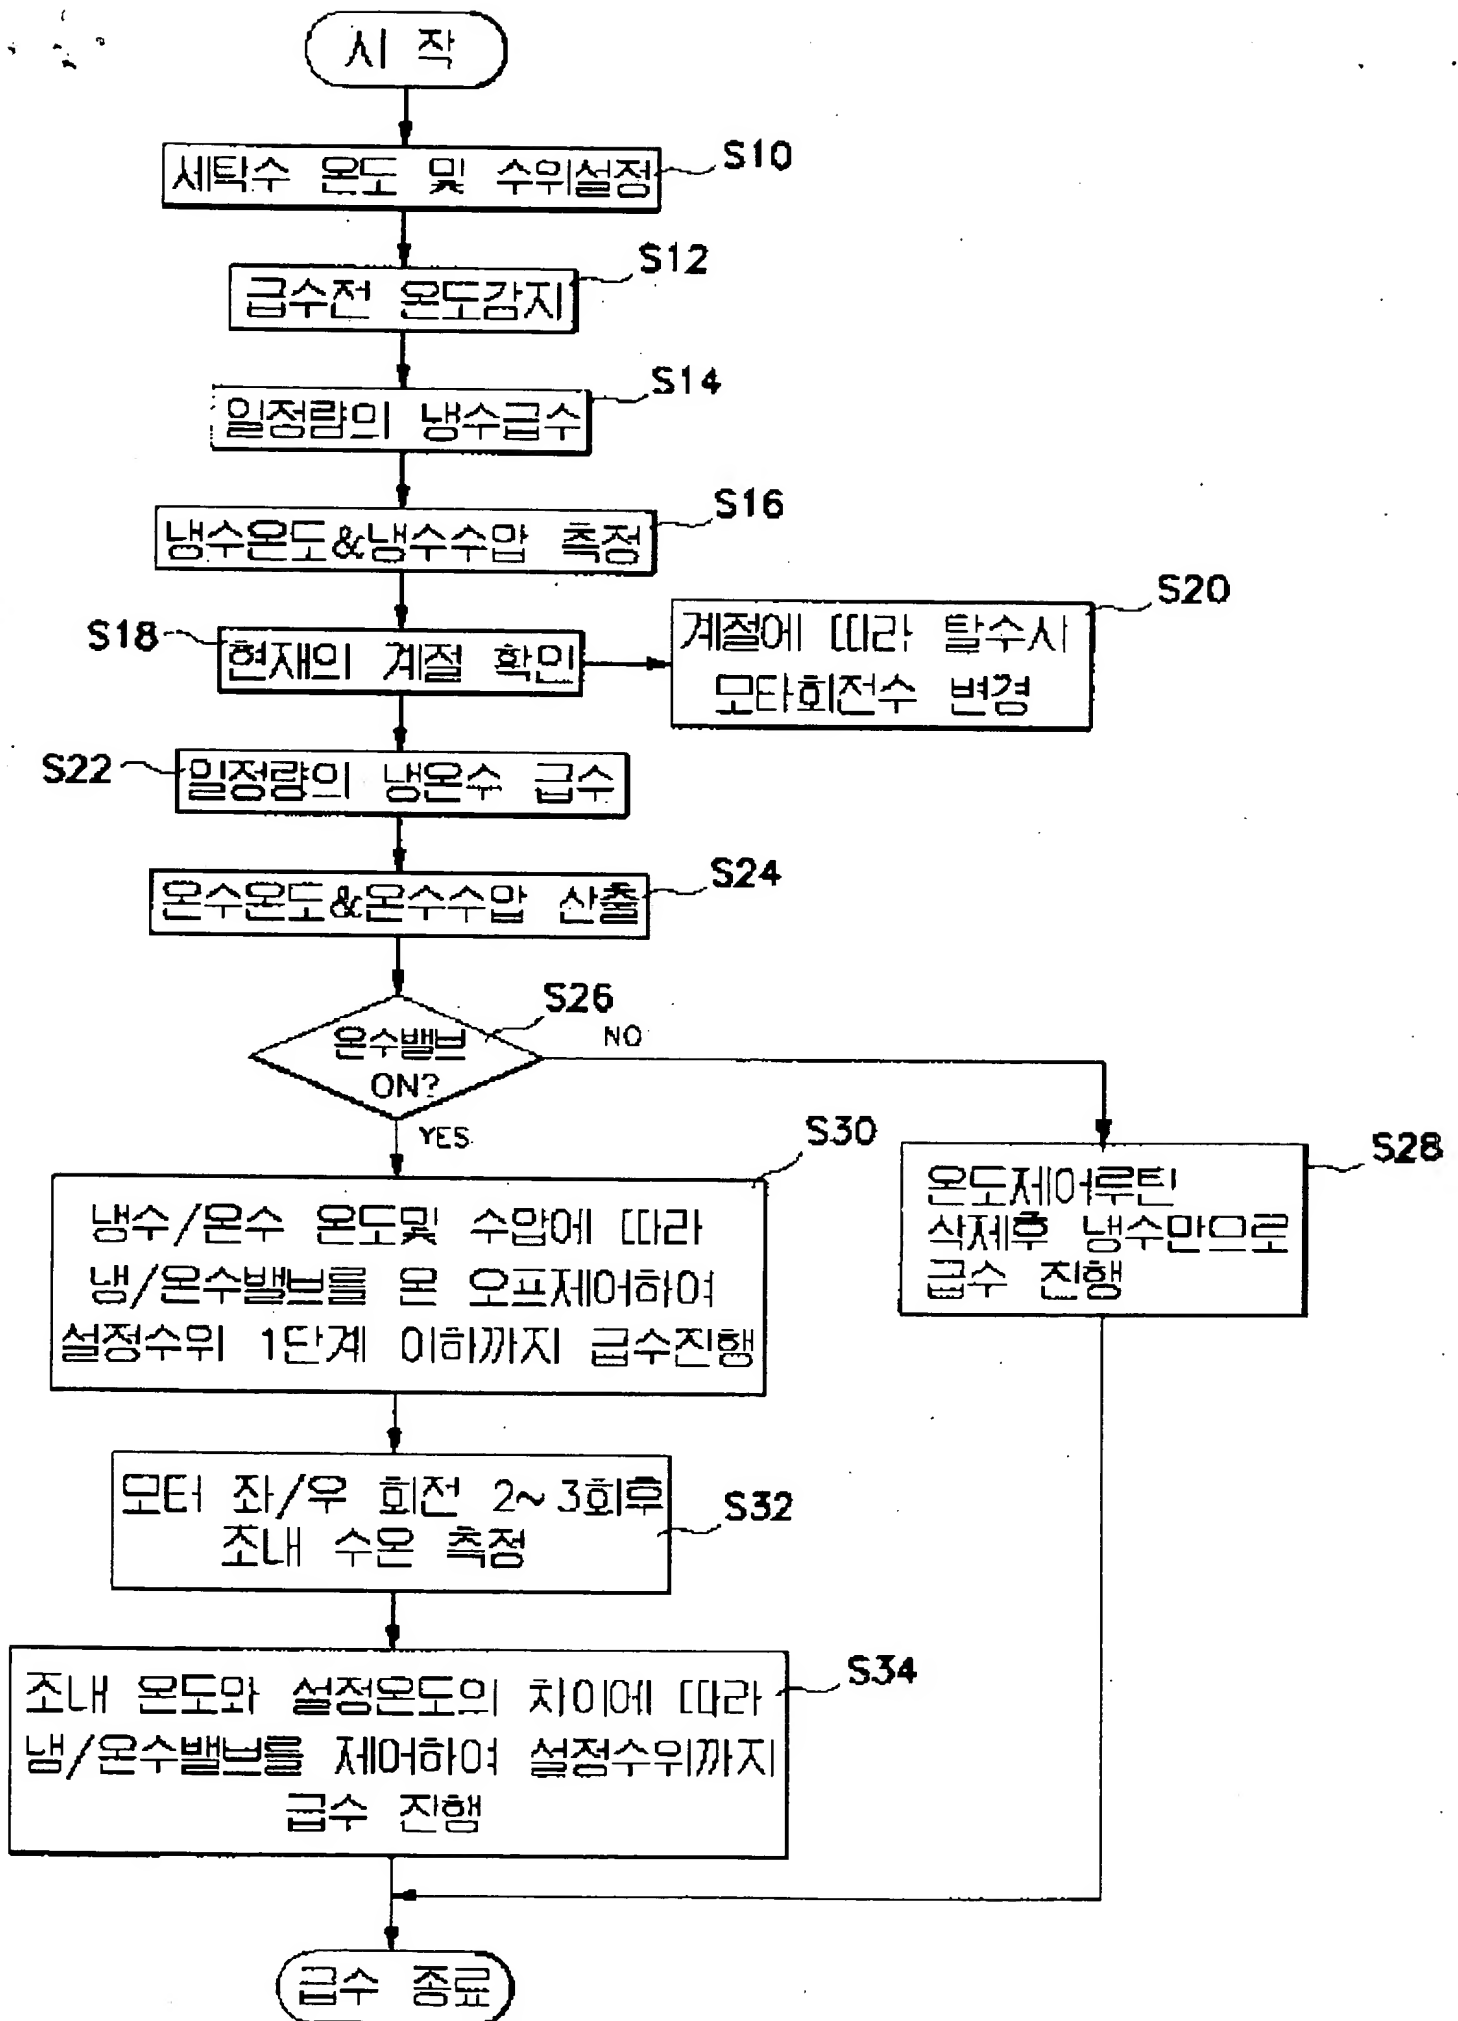 시 작
S10
세탁수 온도 및 수위설정
S12
급수전 온도감지
S14
일정량의 냉수급수
S16
냉수온도&냉수수압 측정
S18
현재의 계절 확인
S20
계절에 따라 탈수시
모타회전수 변경
S22
일정량의 냉온수 급수
S24
온수온도&온수수압 산출
S26
온수밸브
ON?
NO
YES
S30
냉수/온수 온도및 수압에 따라
냉/온수밸브를 온 오프제어하여
설정수위 1단계 이하까지 급수진행
S28
온도제어루틴
삭제후 냉수만으로
급수 진행
모터 좌/우 회전 2~3회후
조내 수온 측정
S32
S34
조내 온도와 설정온도의 차이에 따라
냉/온수밸브를 제어하여 설정수위까지
급수 진행
급수 종료